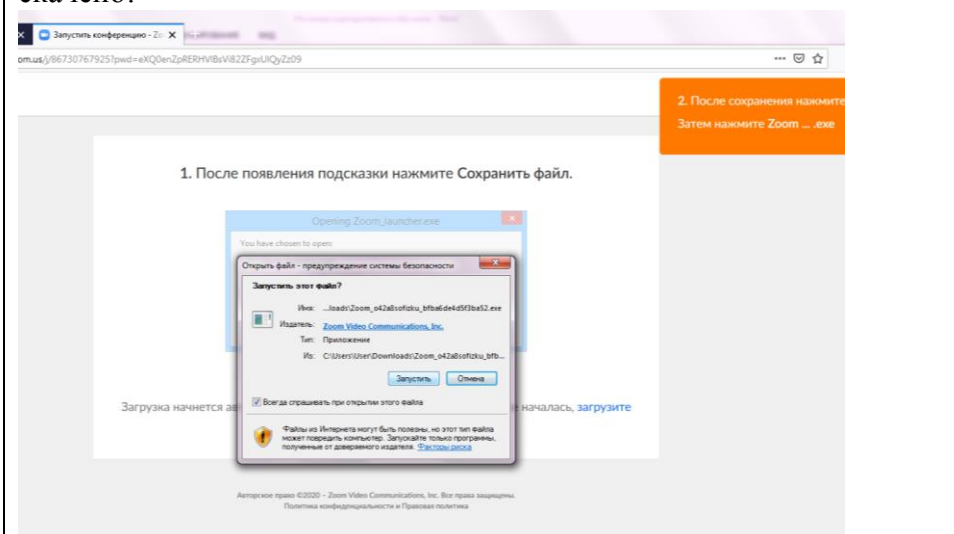 скачено?
Запустить конференцию - Zo
om.us/j/86730767925?pwd=eXQ0enZpRERHVlBsVi82ZFgxUlQyZz09
2. После сохранения нажмите
Затем нажмите Zoom ... .exe
1. После появления подсказки нажмите Сохранить файл.
Opening Zoom_launcher.exe
You have chosen to open:
Открыть файл - предупреждение системы безопасности
Запустить этот файл?
Имя: ...loads\Zoom_o42a8sofizku_bfba6de4d5f3ba52.exe
Издатель: Zoom Video Communications, Inc.
Тип: Приложение
Из: C:\Users\User\Downloads\Zoom_o42a8sofizku_bfb...
Запустить Отмена
Всегда спрашивать при открытии этого файла
Загрузка начнется ав
е началась, загрузите
Файлы из Интернета могут быть полезны, но этот тип файла
может повредить компьютер. Запускайте только программы,
полученные от доверяемого издателя. Факторы риска
Авторское право ©2020 - Zoom Video Communications, Inc. Все права защищены.
Политика конфиденциальности и Правовая политика